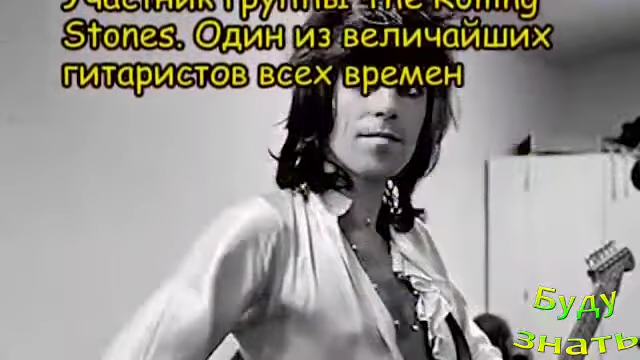 Участник группы The Rolling
Stones. Один из величайших
гитаристов всех времен
Буду
знать